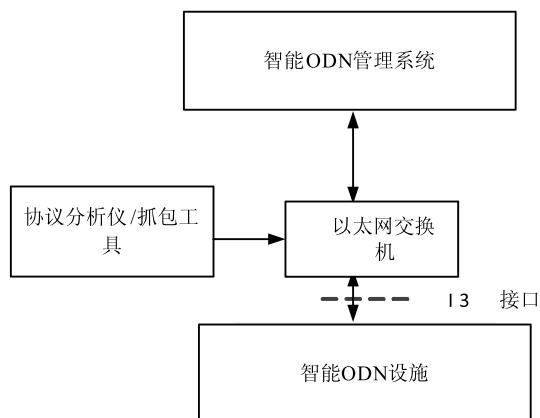 智能ODN管理系统
协议分析仪/抓包工
具
以太网交换
机
I3 接口
智能ODN设施